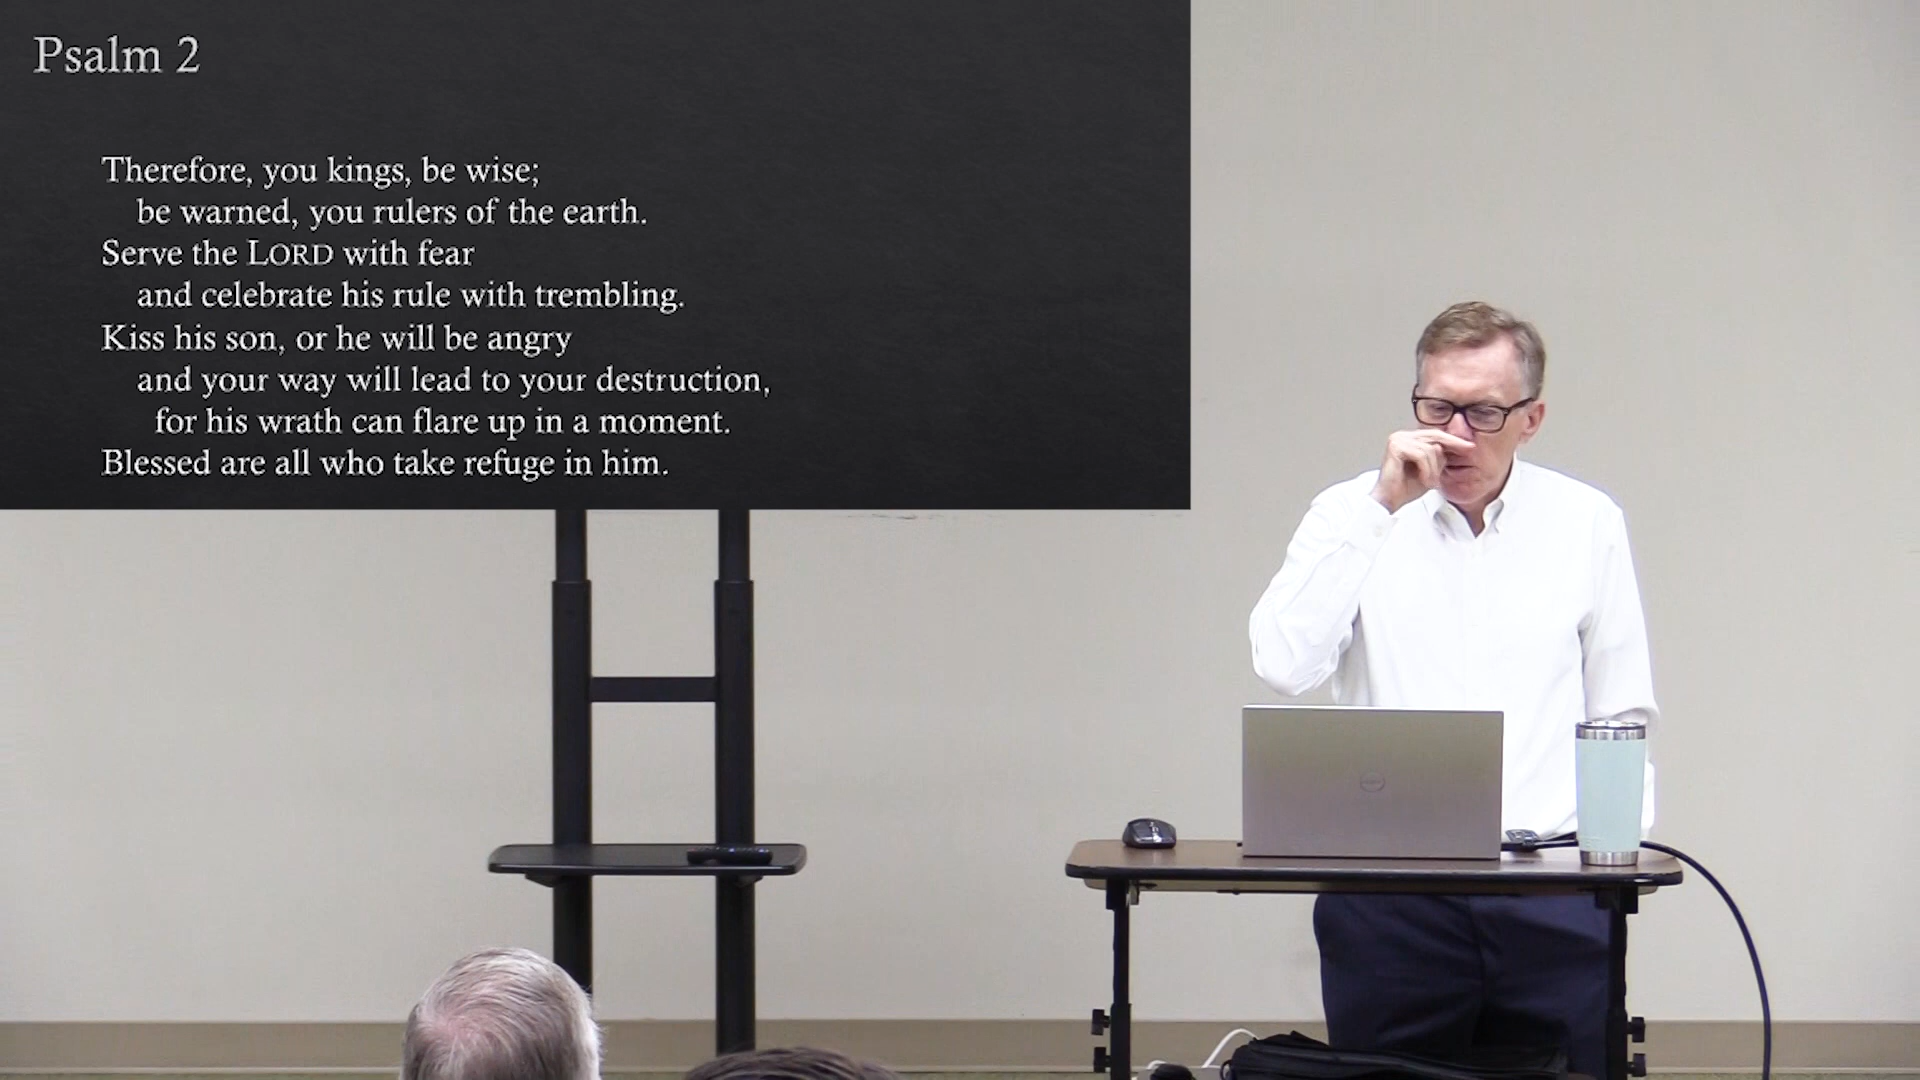 Psalm 2
Therefore, you kings, be wise;
be warned, you rulers of the earth.
Serve the LORD with fear
and celebrate his rule with trembling.
Kiss his son, or he will be angry
and your way will lead to your destruction,
for his wrath can flare up in a moment.
Blessed are all who take refuge in him.